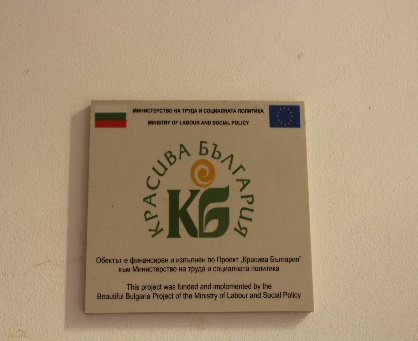 МИНИСТЕРСТВО НА ТРУДА И СОЦИАЛНАТА ПОЛИТИКА
MINISTRY OF LABOUR AND SOCIAL POLICY
КРАСИВА БЪЛГАРИЯ
КБ
Обектът е финансиран и изпълнен по Проект „Красива България"
към Министерство на труда и социалната политика
This project was funded and implomented by the
Beautiful Bulgaria Project of the Ministry of Labour and Social Policy